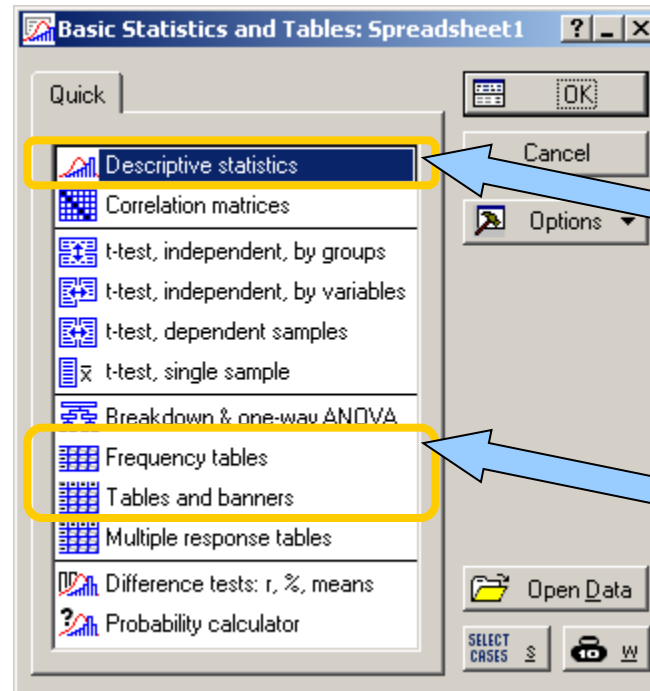 Basic Statistics and Tables: Spreadsheet1
Quick
OK
Descriptive statistics
Cancel
Correlation matrices
Options
t-test, independent, by groups
t-test, independent, by variables
t-test, dependent samples
t-test, single sample
Breakdown & one-way ANOVA
Frequency tables
Tables and banners
Multiple response tables
Difference tests: r, %, means
Open Data
Probability calculator
SELECT
CASES S
10 W